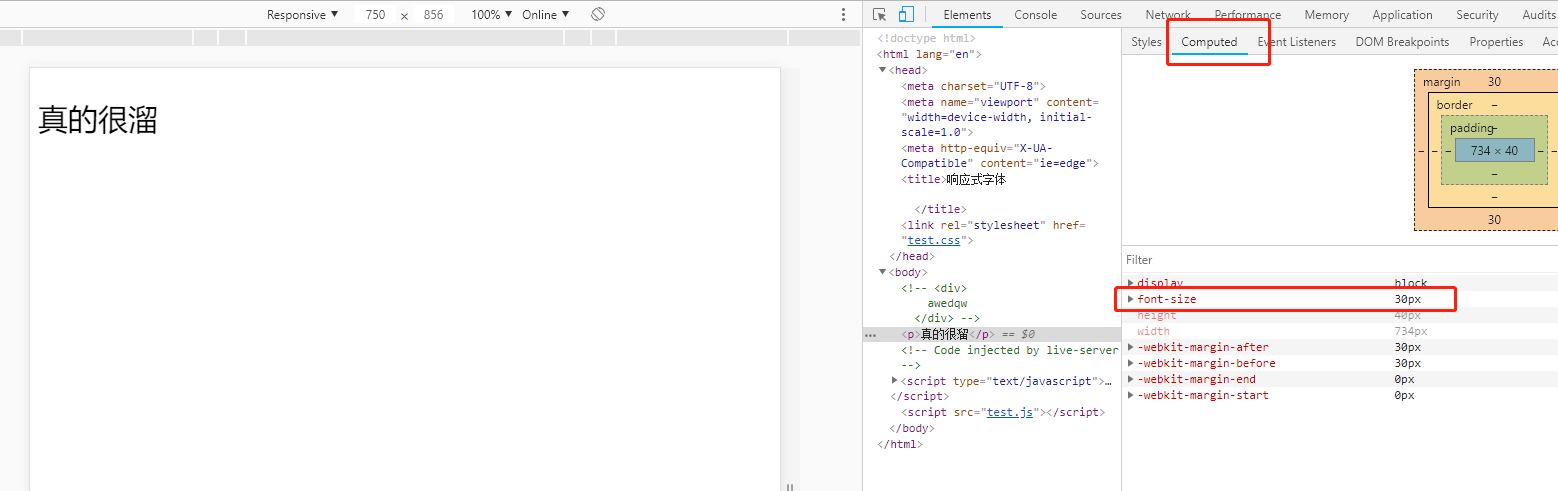 Responsive ▼ 750 × 856 100% ▼ Online ▼
真的很溜
Elements Console Sources Network Performance Memory Application Security Audits
<!doctype html>
<html lang="en">
▼<head>
<meta charset="UTF-8">
<meta name="viewport" content=
"width=device-width, initial-
scale=1.0">
<meta http-equiv="X-UA-
Compatible" content="ie=edge">
<title>响应式字体
</title>
<link rel="stylesheet" href=
"test.css">
</head>
▼<body>
<!-- <div>
awedqw
</div> -->
… <p>真的很溜</p> == $0
<!-- Code injected by live-server
-->
▶<script type="text/javascript">…
</script>
<script src="test.js"></script>
</body>
</html>
Styles Computed Event Listeners DOM Breakpoints Properties Acc
margin 30
border –
padding–
– – – 734 × 40 – –
–
–
30
Filter
▶display block
▶font-size 30px
height 40px
width 734px
▶-webkit-margin-after 30px
▶-webkit-margin-before 30px
▶-webkit-margin-end 0px
▶-webkit-margin-start 0px